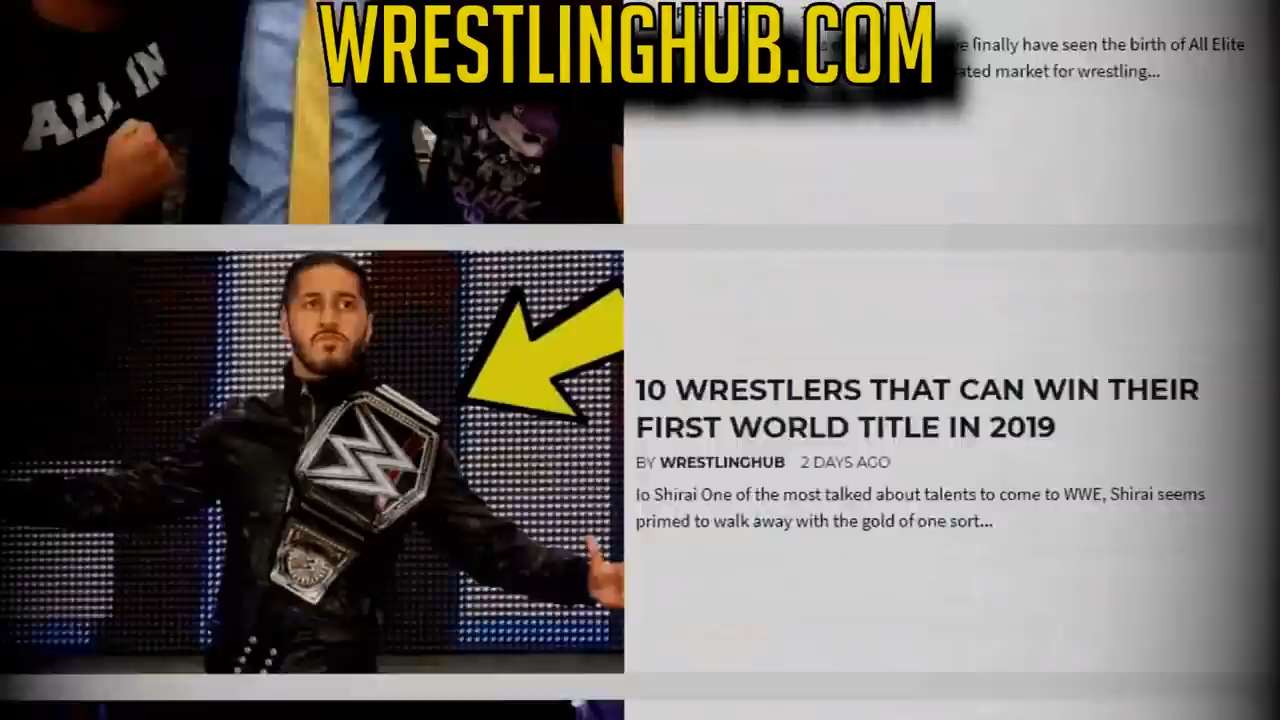 WRESTLINGHUB.COM
ALL IN
finally have seen the birth of All Elite
market for wrestling...
10 WRESTLERS THAT CAN WIN THEIR
FIRST WORLD TITLE IN 2019
BY WRESTLINGHUB 2 DAYS AGO
Io Shirai One of the most talked about talents to come to WWE, Shirai seems
primed to walk away with the gold of one sort...